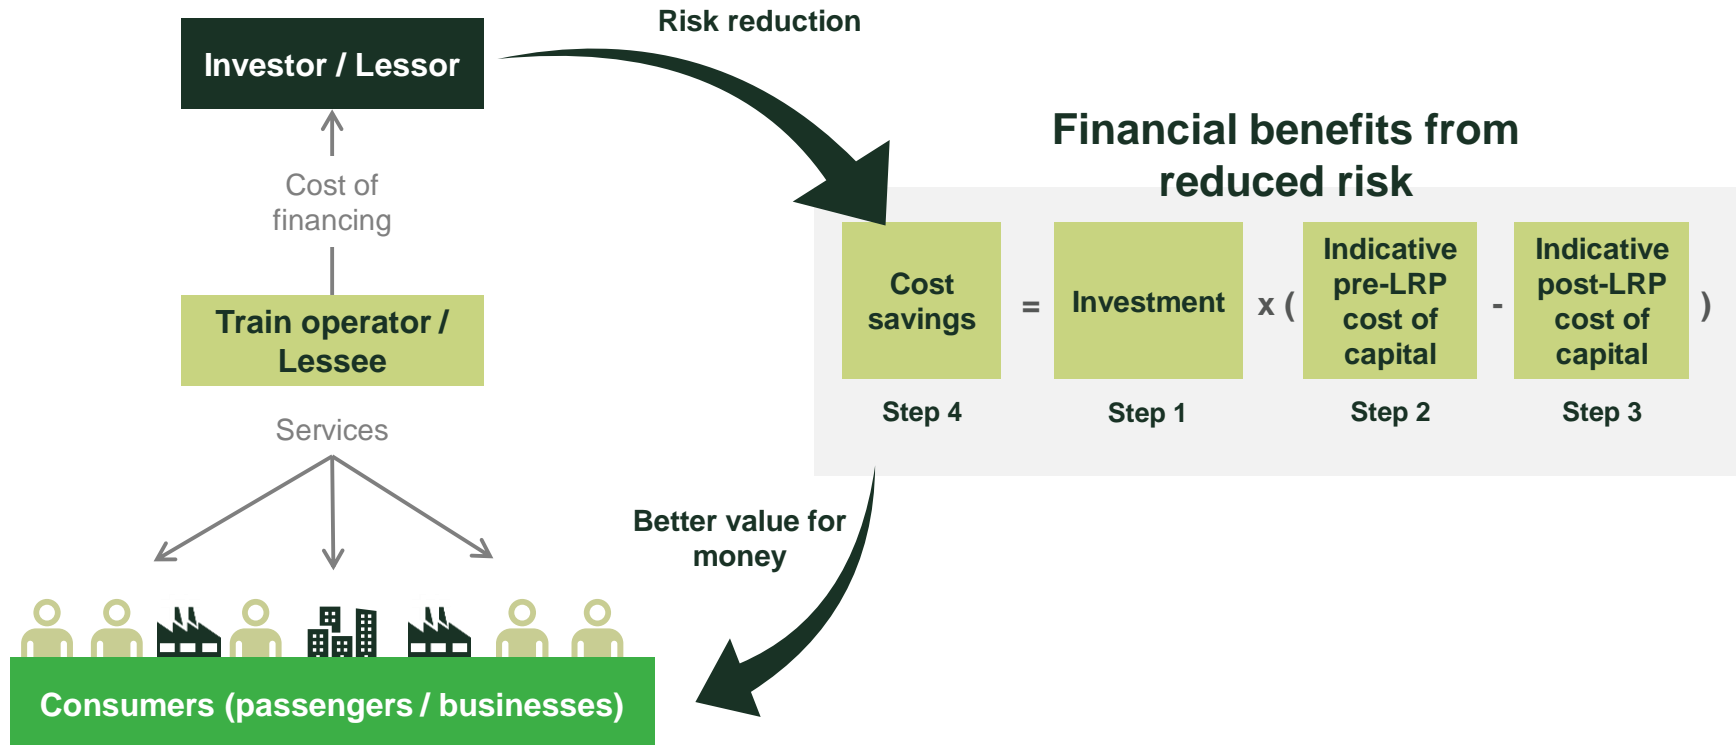 Risk reduction
Investor / Lessor
Cost of
financing
Train operator /
Lessee
Services
Financial benefits from
reduced risk
Cost
savings
=
Investment
x (
Indicative
pre-LRP
cost of
capital
-
Indicative
post-LRP
cost of
capital
)
Step 4
Step 1
Step 2
Step 3
Better value for
money
Consumers (passengers / businesses)